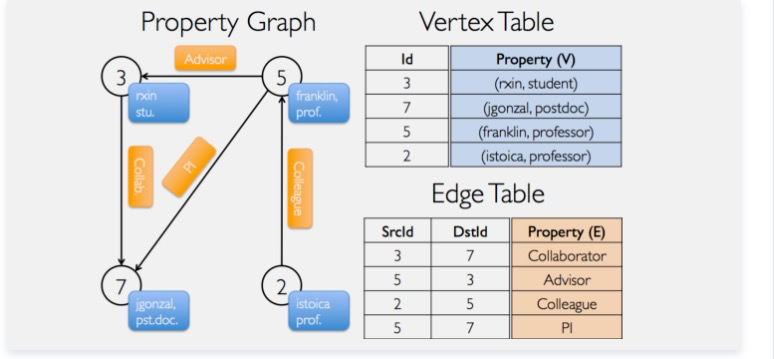 Property Graph
Advisor
3
5
rxin
stu.
franklin,
prof.
Collab.
PI
Colleague
7
2
jgonzal,
pst.doc.
istoica
prof.
Vertex Table
Id Property (V)
3 (rxin, student)
7 (jgonzal, postdoc)
5 (franklin, professor)
2 (istoica, professor)
Edge Table
SrcId DstId Property (E)
3 7 Collaborator
5 3 Advisor
2 5 Colleague
5 7 PI